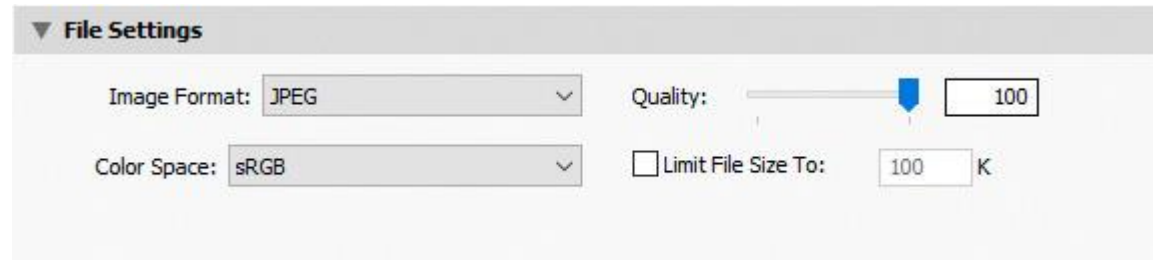 File Settings
Image Format: JPEG Quality: 100
Color Space: sRGB Limit File Size To: 100 K